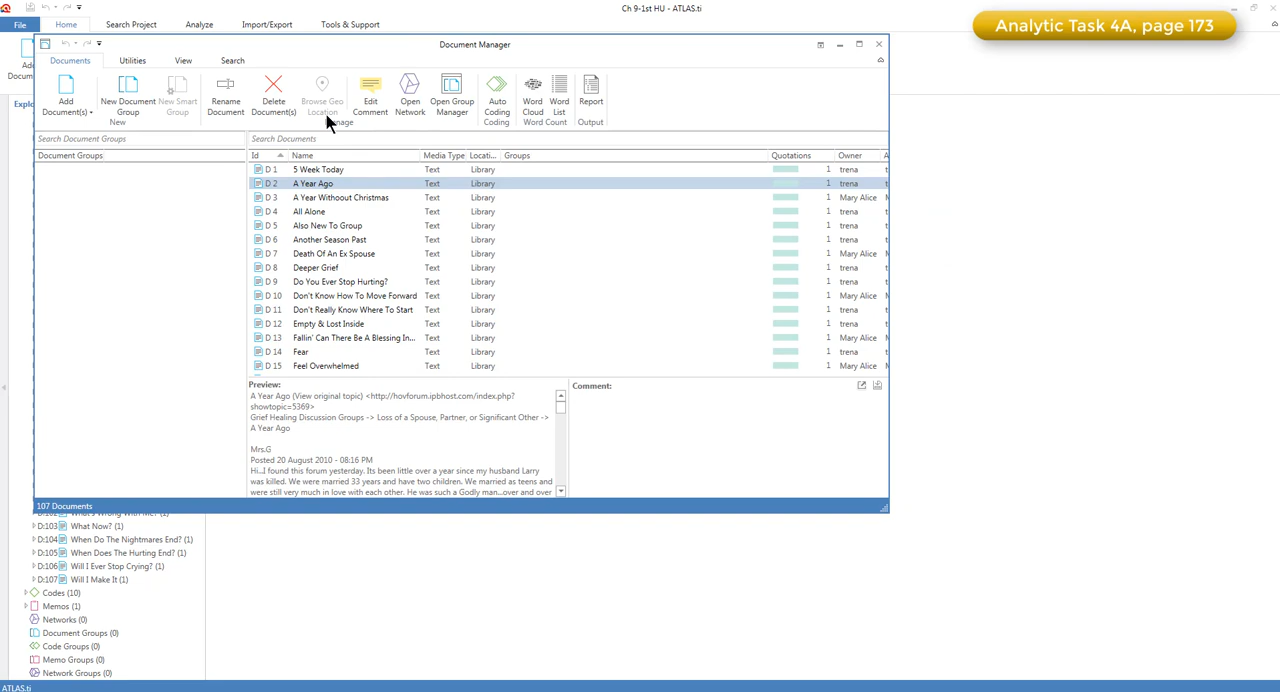 Ch 9-1st HU - ATLAS.ti
File Home Search Project Analyze Import/Export Tools & Support
Analytic Task 4A, page 173
Document Manager
Documents Utilities View Search
Add Document(s)
New Document Group
New Smart Group
Rename Document
Delete Document(s)
Browse Geo Location
Edit Comment
Open Network
Open Group Manager
Auto Coding
Word Cloud
Word List
Report
New
Coding
Word Count
Output
Search Document Groups
Search Documents
Document Groups
Id Name Media Type Locati... Groups Quotations Owner
D 1 5 Week Today Text Library 1 trena
D 2 A Year Ago Text Library 1 trena
D 3 A Year Withoout Christmas Text Library 1 Mary Alice
D 4 All Alone Text Library 1 trena
D 5 Also New To Group Text Library 1 trena
D 6 Another Season Past Text Library 1 trena
D 7 Death Of An Ex Spouse Text Library 1 Mary Alice
D 8 Deeper Grief Text Library 1 trena
D 9 Do You Ever Stop Hurting? Text Library 1 trena
D 10 Don't Know How To Move Forward Text Library 1 Mary Alice
D 11 Don't Really Know Where To Start Text Library 1 trena
D 12 Empty & Lost Inside Text Library 1 trena
D 13 Fallin' Can There Be A Blessing In... Text Library 1 Mary Alice
D 14 Fear Text Library 1 trena
D 15 Feel Overwhelmed Text Library 1 Mary Alice
Preview:
A Year Ago (View original topic) <http://hovforum.ipbhost.com/index.php?
showtopic=5369>
Grief Healing Discussion Groups -> Loss of a Spouse, Partner, or Significant Other ->
A Year Ago
Mrs.G
Posted 20 August 2010 - 08:16 PM
Hi...I found this forum yesterday. Its been little over a year since my husband Larry
was killed. We were married 33 years and have two children. We married as teens and
were still very much in love with each other. He was such a Godly man...over and over
Comment:
107 Documents
D:103 What Now? (1)
D:104 When Do The Nightmares End? (1)
D:105 When Does The Hurting End? (1)
D:106 Will I Ever Stop Crying? (1)
D:107 Will I Make It (1)
Codes (10)
Memos (1)
Networks (0)
Document Groups (0)
Code Groups (0)
Memo Groups (0)
Network Groups (0)
ATLAS.ti